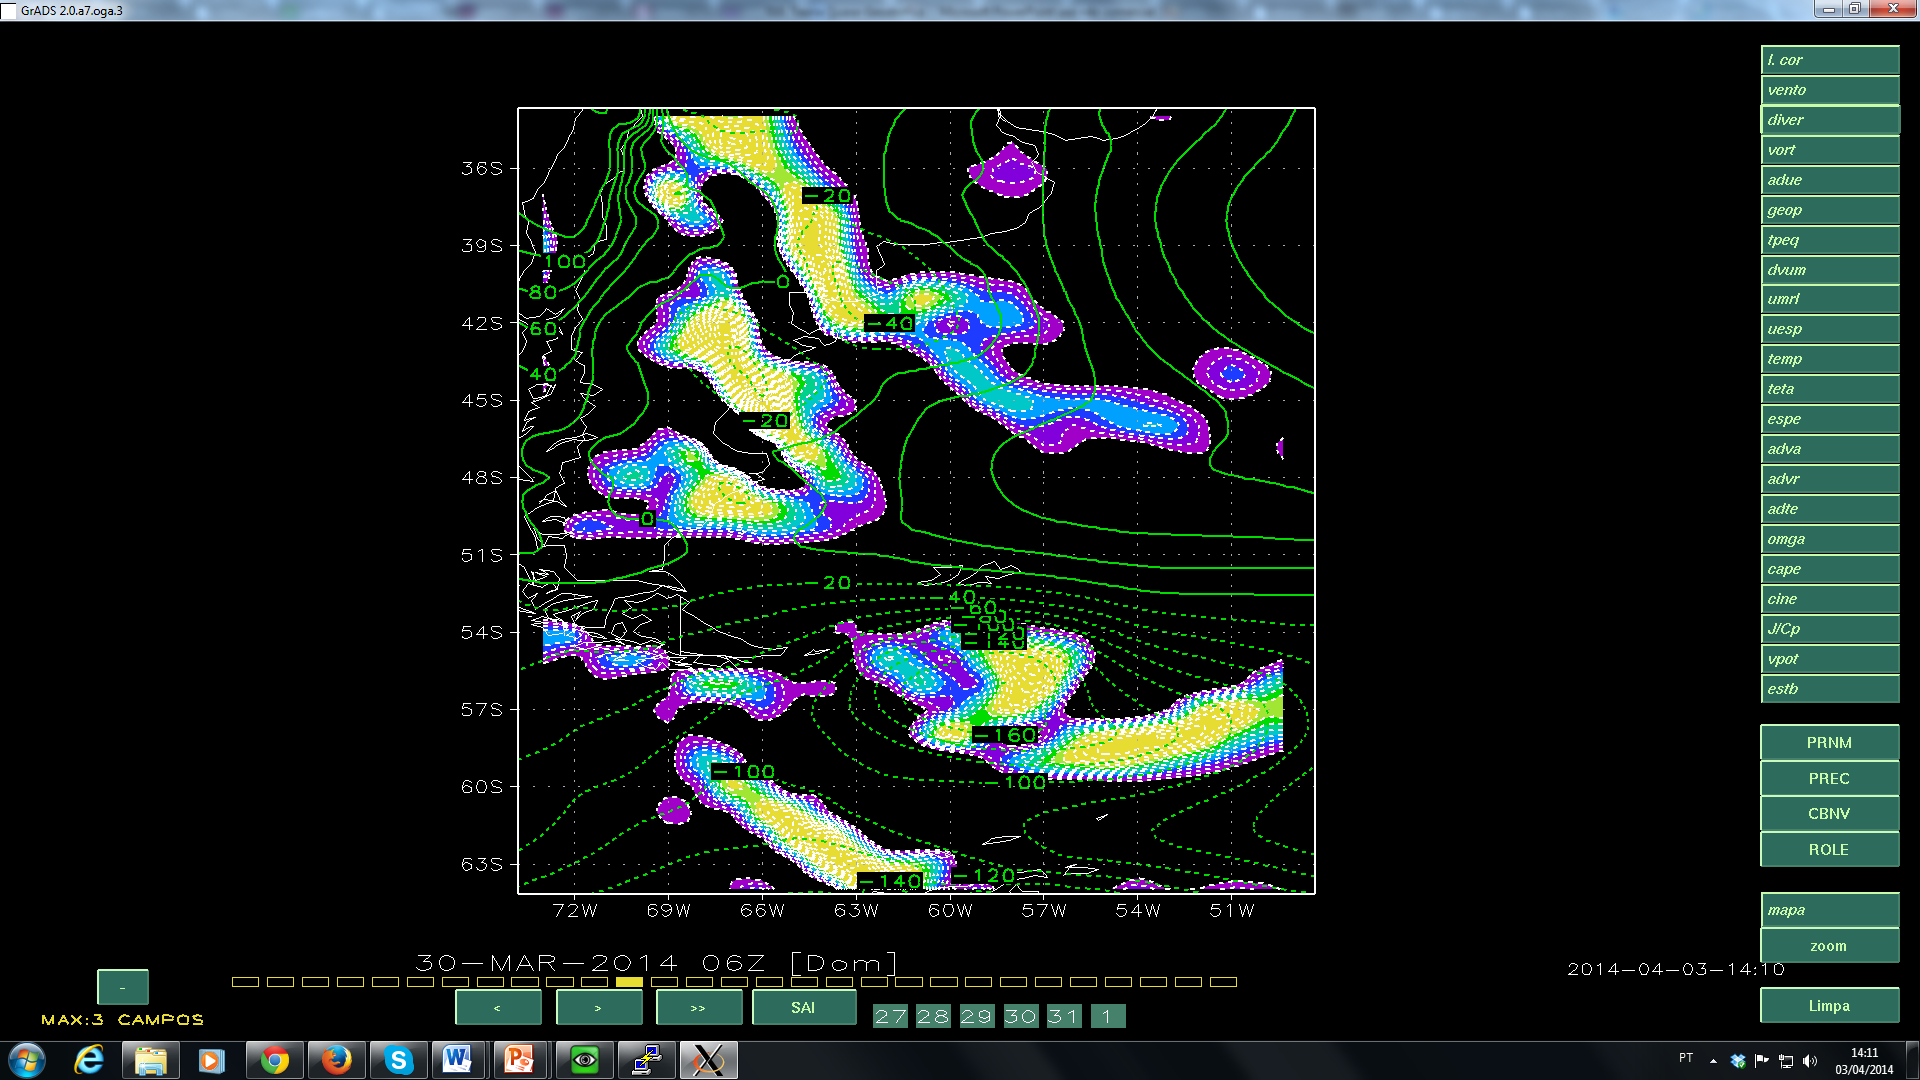 GrADS 2.0.a7.oga.3
l. cor
vento
diver
vort
adue
geop
tpeq
dvum
umrl
uesp
temp
teta
espe
adva
advr
adte
omga
cape
cine
J/Cp
vpot
estb
PRNM
PREC
CBNV
ROLE
mapa
zoom
Limpa
36S
39S
42S
45S
48S
51S
54S
57S
60S
63S
-20
100
0
80
60
-40
40
-20
0
-20
-40
-60
-80
-100
-120
-140
-160
-100
-100
-140
-120
72W 69W 66W 63W 60W 57W 54W 51W
30-MAR-2014 06Z [Dom]
2014-04-03-14:10
-
MAX:3 CAMPOS
< > >> SAI
27 28 29 30 31 1
PT
14:11
03/04/2014